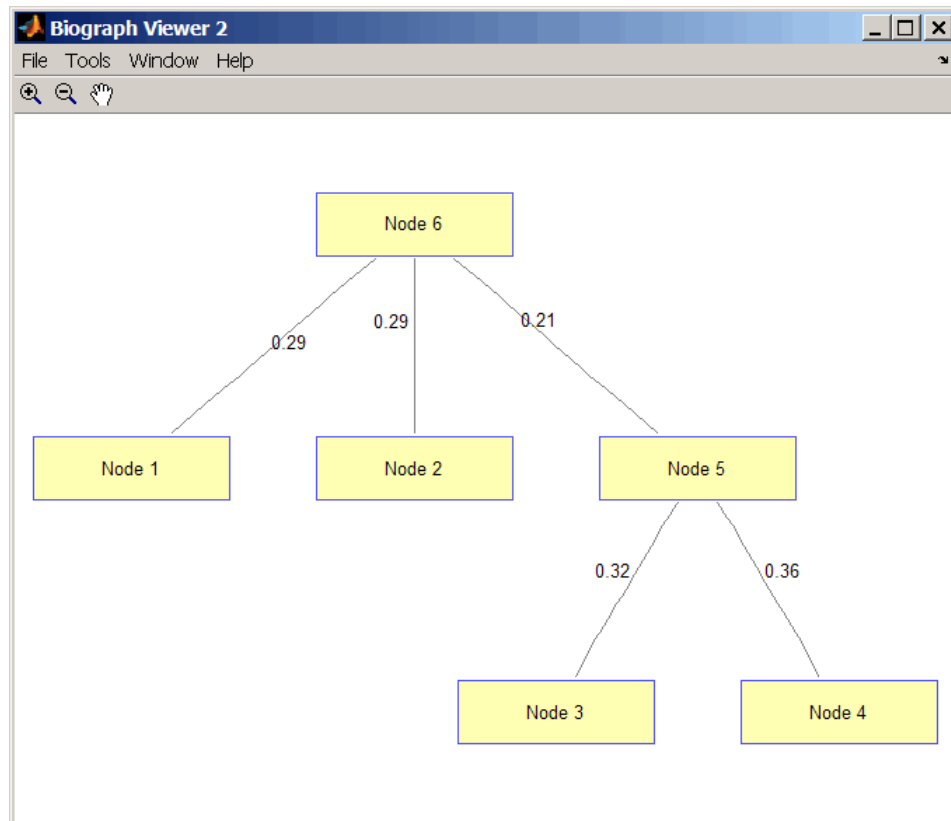 Biograph Viewer 2
File Tools Window Help
Node 6
0.29
0.29
0.21
Node 1
Node 2
Node 5
0.32
0.36
Node 3
Node 4